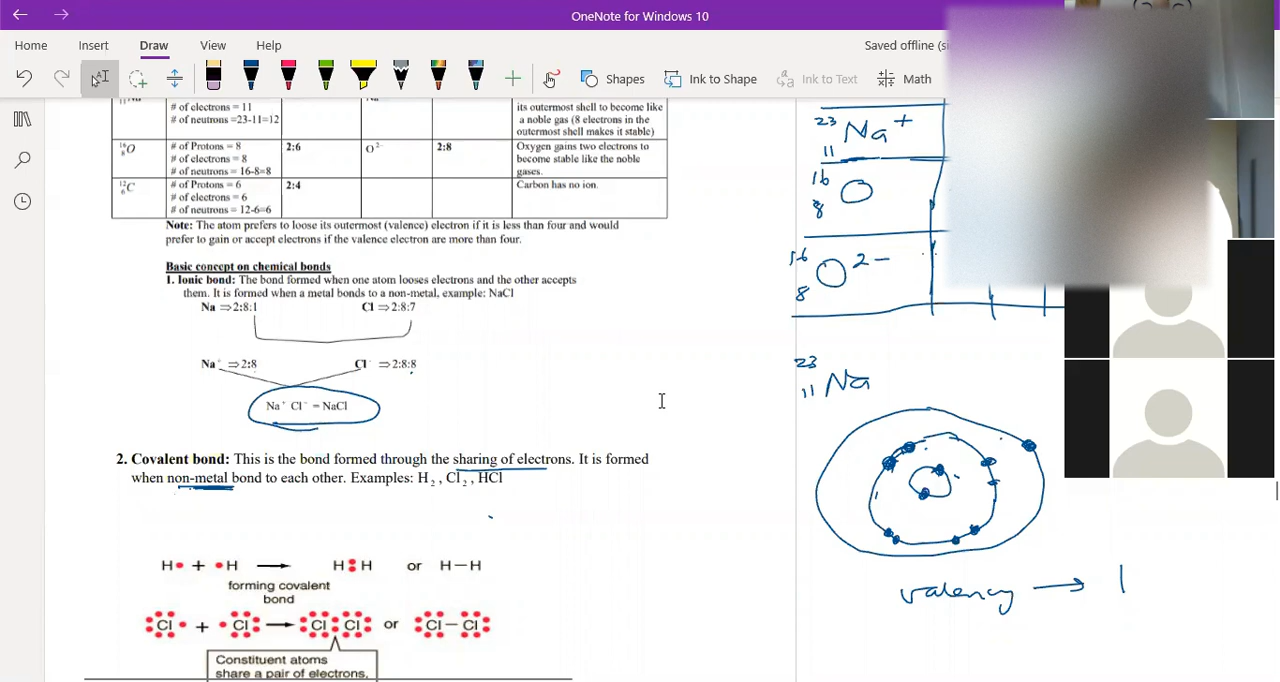 OneNote for Windows 10
Home Insert Draw View Help
Saved offline (si
Shapes Ink to Shape Ink to Text Math
# of electrons = 11
# of neutrons =23-11=12
its outermost shell to become like
a noble gas (8 electrons in the
outermost shell makes it stable)
16 8 O
# of Protons = 8
# of electrons = 8
# of neutrons = 16-8=8
2:6
O²⁻
2:8
Oxygen gains two electrons to
become stable like the noble
gases.
12 6 C
# of Protons = 6
# of electrons = 6
# of neutrons = 12-6=6
2:4
Carbon has no ion.
Note: The atom prefers to loose its outermost (valence) electron if it is less than four and would
prefer to gain or accept electrons if the valence electron are more than four.
Basic concept on chemical bonds
1. Ionic bond: The bond formed when one atom looses electrons and the other accepts
them. It is formed when a metal bonds to a non-metal, example: NaCl
Na ⇒2:8:1 Cl ⇒2:8:7
Na⁺ ⇒2:8 Cl⁻ ⇒2:8:8
Na⁺ Cl⁻ = NaCl
2. Covalent bond: This is the bond formed through the sharing of electrons. It is formed
when non-metal bond to each other. Examples: H₂ , Cl₂ , HCl
H• + •H ⟶ H:H or H–H
forming covalent
bond
Cl + Cl ⟶ Cl Cl or Cl – Cl
Constituent atoms
share a pair of electrons.
23 11 Na +
16 8 O
16 8 O 2-
23 11 Na
valency → 1